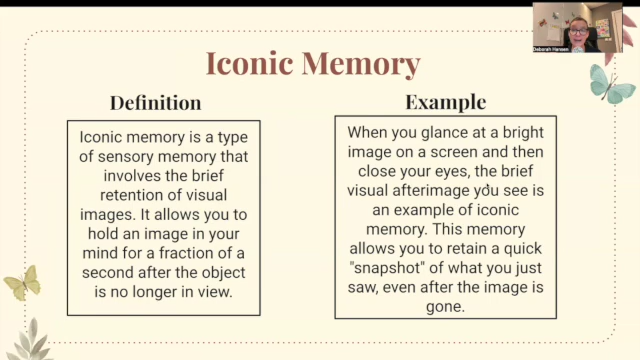 Deborah Hansen
Iconic Memory
Definition
Iconic memory is a type
of sensory memory that
involves the brief
retention of visual
images. It allows you to
hold an image in your
mind for a fraction of a
second after the object
is no longer in view.
Example
When you glance at a bright
image on a screen and then
close your eyes, the brief
visual afterimage you see is
an example of iconic
memory. This memory
allows you to retain a quick
"snapshot" of what you just
saw, even after the image is
gone.